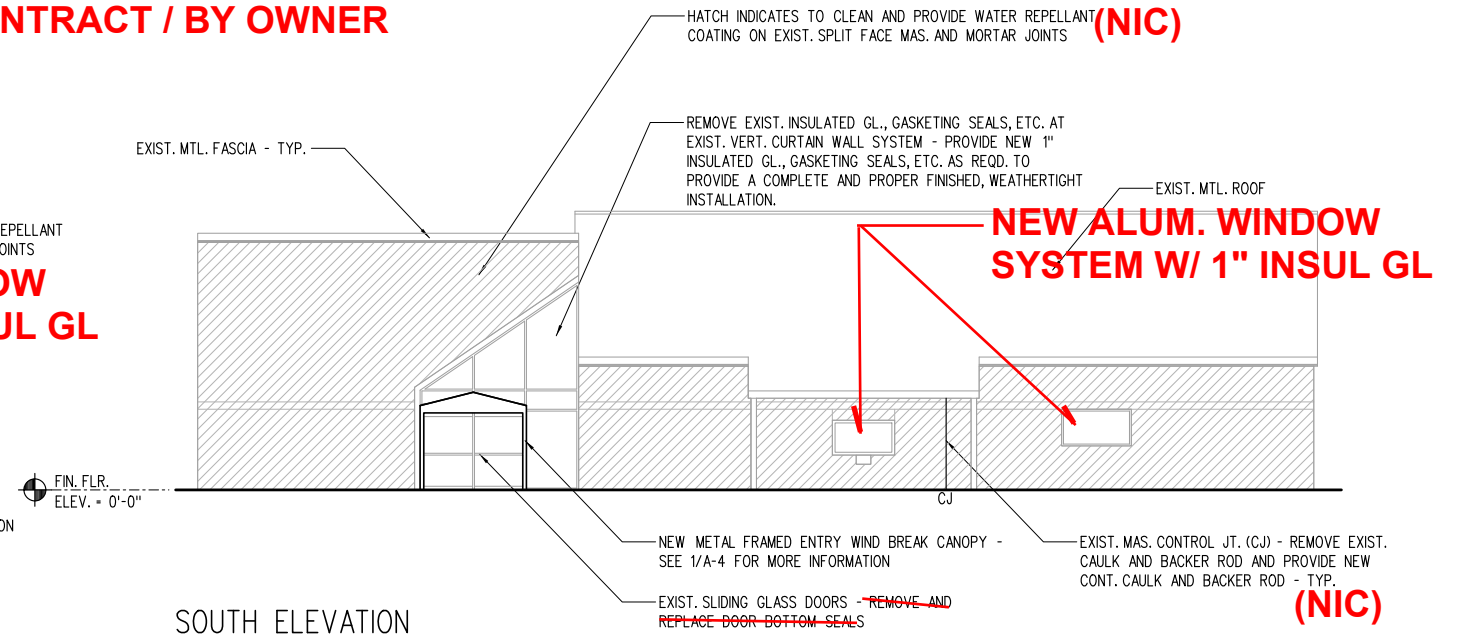 NTRACT / BY OWNER
HATCH INDICATES TO CLEAN AND PROVIDE WATER REPELLANT (NIC)
COATING ON EXIST. SPLIT FACE MAS. AND MORTAR JOINTS
EXIST. MTL. FASCIA - TYP.
REMOVE EXIST. INSULATED GL., GASKETING SEALS, ETC. AT
EXIST. VERT. CURTAIN WALL SYSTEM - PROVIDE NEW 1"
INSULATED GL., GASKETING SEALS, ETC. AS REQD. TO
PROVIDE A COMPLETE AND PROPER FINISHED, WEATHERTIGHT
INSTALLATION.
EXIST. MTL. ROOF
EPELLANT
OINTS
OW
UL GL
NEW ALUM. WINDOW
SYSTEM W/ 1" INSUL GL
FIN. FLR.
ELEV. = 0'-0"
ON
CJ
NEW METAL FRAMED ENTRY WIND BREAK CANOPY -
SEE 1/A-4 FOR MORE INFORMATION
EXIST. SLIDING GLASS DOORS - REMOVE AND
REPLACE DOOR BOTTOM SEALS
EXIST. MAS. CONTROL JT. (CJ) - REMOVE EXIST.
CAULK AND BACKER ROD AND PROVIDE NEW
CONT. CAULK AND BACKER ROD - TYP.
(NIC)
SOUTH ELEVATION